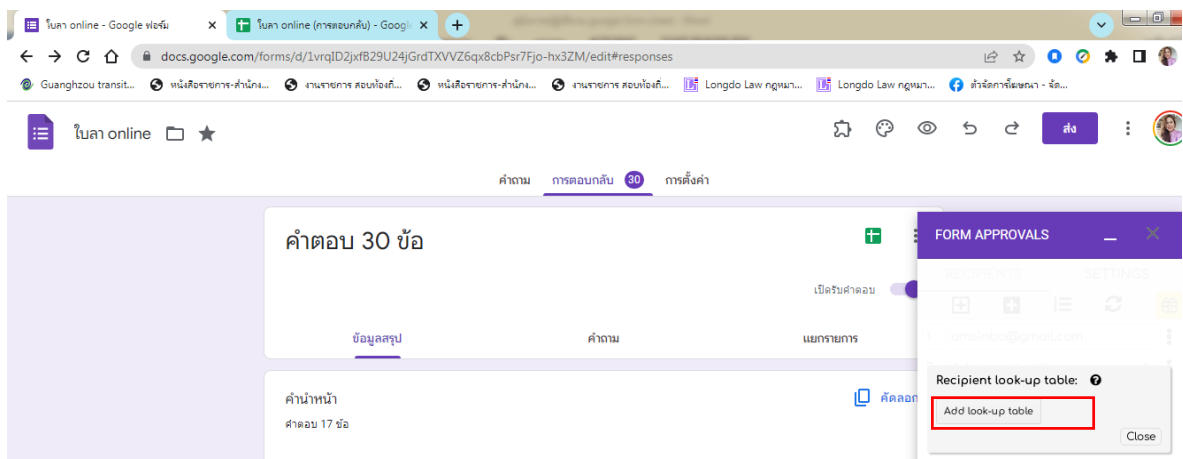 ใบลา online - Google ฟอร์ม
ใบลา online (การตอบกลับ) - Googl
docs.google.com/forms/d/1vrqID2jxfB29U24jGrdTXVVZ6qx8cbPsr7Fjo-hx3ZM/edit#responses
Guanghzou transit... หนังสือราชการ-สำนักง... งานราชการ สอบท้องถิ่... หนังสือราชการ-สำนักง... งานราชการ สอบท้องถิ่... Longdo Law กฎหมา... Longdo Law กฎหมา... ตัวจัดการโฆษณา - จัด...
ใบลา online
ส่ง
คำถาม การตอบกลับ 30 การตั้งค่า
คำตอบ 30 ข้อ
FORM APPROVALS
RECIPIENTS SETTINGS
เปิดรับคำตอบ
ข้อมูลสรุป คำถาม แยกรายการ
Recipient look-up table:
คำนำหน้า
คัดลอก
Add look-up table
คำตอบ 17 ข้อ
Close